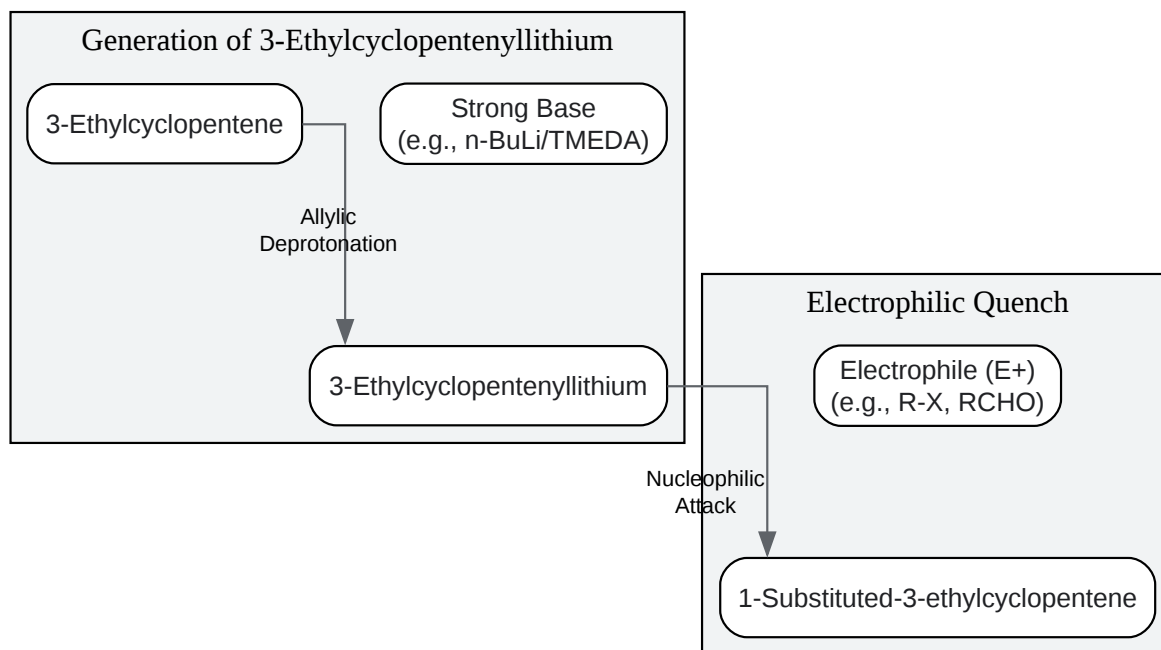 Generation of 3-Ethylcyclopentenyllithium
3-Ethylcyclopentene
Strong Base
(e.g., n-BuLi/TMEDA)
Allylic
Deprotonation
3-Ethylcyclopentenyllithium
Electrophilic Quench
Electrophile (E+)
(e.g., R-X, RCHO)
Nucleophilic
Attack
1-Substituted-3-ethylcyclopentene